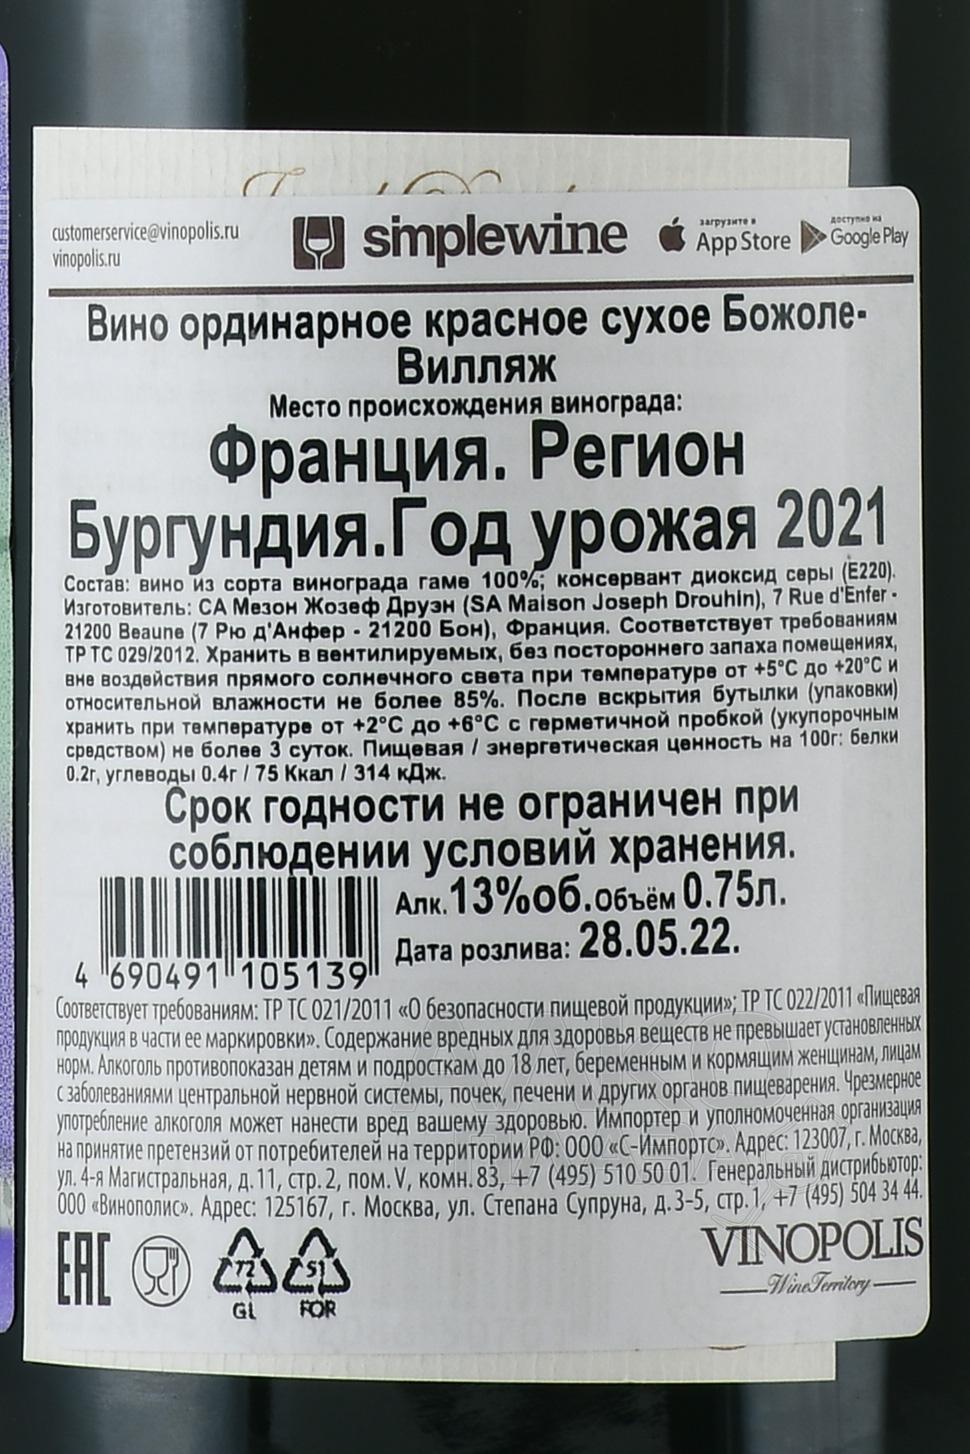 customerservice@vinopolis.ru
vinopolis.ru
simplewine
загрузите в
App Store
доступно на
Google Play
Вино ординарное красное сухое Божоле-
Вилляж
Место происхождения винограда:
Франция. Регион
Бургундия.Год урожая 2021
Состав: вино из сорта винограда гаме 100%; консервант диоксид серы (E220).
Изготовитель: СА Мезон Жозеф Друэн (SA Maison Joseph Drouhin), 7 Rue d'Enfer -
21200 Beaune (7 Рю д'Анфер - 21200 Бон), Франция. Соответствует требованиям
ТР ТС 029/2012. Хранить в вентилируемых, без постороннего запаха помещениях,
вне воздействия прямого солнечного света при температуре от +5°С до +20°С и
относительной влажности не более 85%. После вскрытия бутылки (упаковки)
хранить при температуре от +2°С до +6°С с герметичной пробкой (укупорочным
средством) не более 3 суток. Пищевая / энергетическая ценность на 100г: белки
0.2г, углеводы 0.4г / 75 Ккал / 314 кДж.
Срок годности не ограничен при
соблюдении условий хранения.
Алк.13%об.Объём 0.75л.
Дата розлива: 28.05.22.
4 690491 105139
Соответствует требованиям: ТР ТС 021/2011 «О безопасности пищевой продукции»; ТР ТС 022/2011 «Пищевая
продукция в части ее маркировки». Содержание вредных для здоровья веществ не превышает установленных
норм. Алкоголь противопоказан детям и подросткам до 18 лет, беременным и кормящим женщинам, лицам
с заболеваниями центральной нервной системы, почек, печени и других органов пищеварения. Чрезмерное
употребление алкоголя может нанести вред вашему здоровью. Импортер и уполномоченная организация
на принятие претензий от потребителей на территории РФ: ООО «С-Импортс». Адрес: 123007, г. Москва,
ул. 4-я Магистральная, д. 11, стр. 2, пом. V, комн. 83, +7 (495) 510 50 01. Генеральный дистрибьютор:
ООО «Винополис». Адрес: 125167, г. Москва, ул. Степана Супруна, д. 3-5, стр. 1, +7 (495) 504 34 44.
EAC
72
GL
51
FOR
VINOPOLIS
Wine Territory